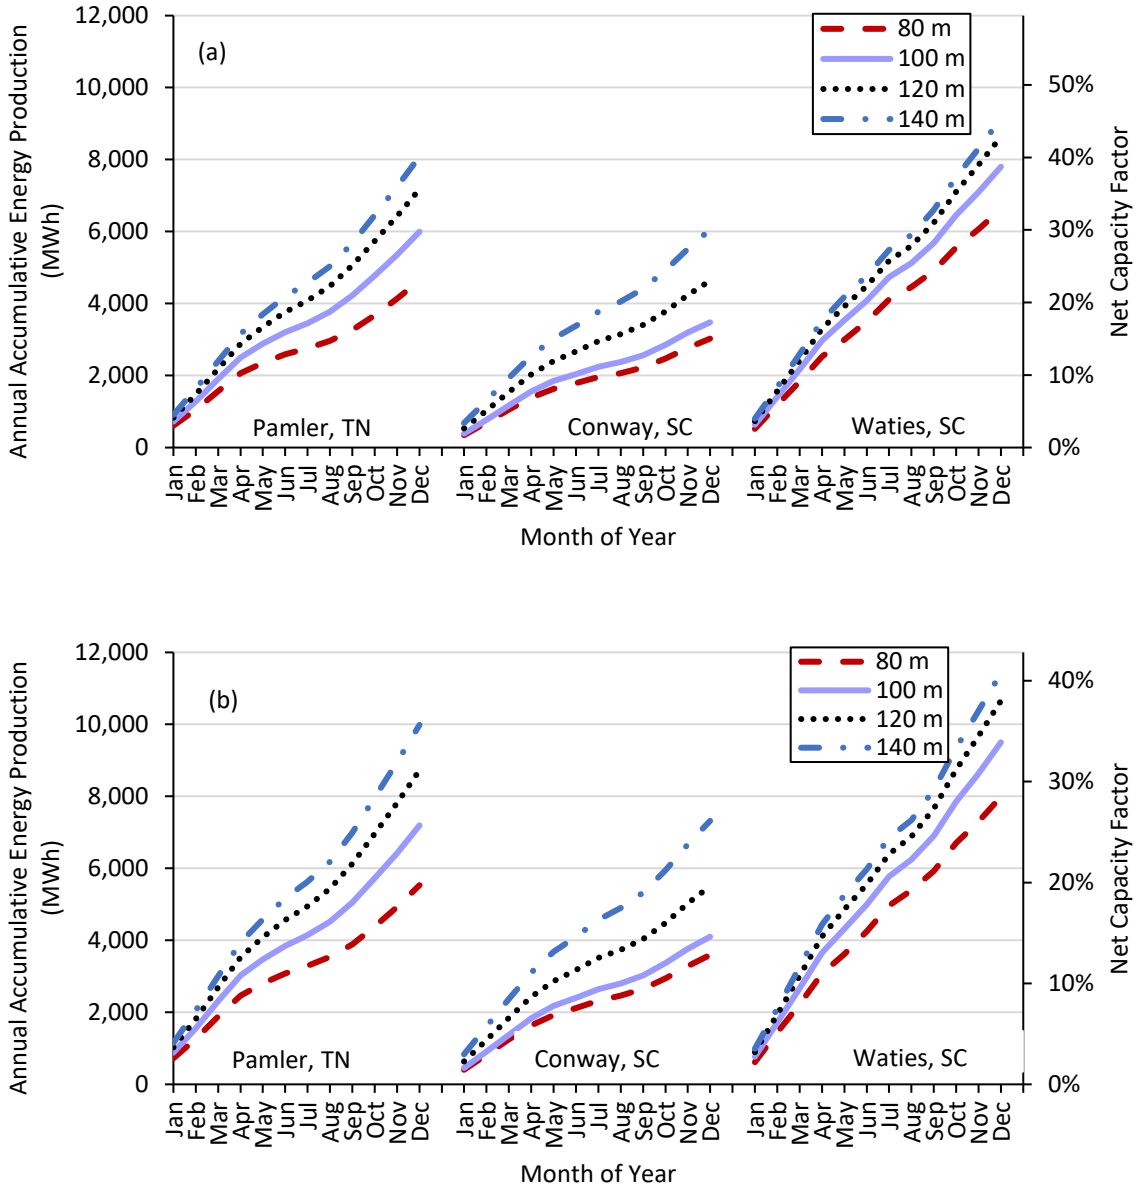 12,000
10,000
8,000
6,000
4,000
2,000
0
Annual Accumulative Energy Production
(MWh)
(a)
80 m
100 m
120 m
140 m
50%
40%
30%
20%
10%
0%
Net Capacity Factor
Pamler, TN
Conway, SC
Waties, SC
Jan Feb Mar Apr May Jun Jul Aug Sep Oct Nov Dec
Jan Feb Mar Apr May Jun Jul Aug Sep Oct Nov Dec
Jan Feb Mar Apr May Jun Jul Aug Sep Oct Nov Dec
Month of Year
12,000
10,000
8,000
6,000
4,000
2,000
0
Annual Accumulative Energy Production
(MWh)
(b)
80 m
100 m
120 m
140 m
40%
30%
20%
10%
0%
Net Capacity Factor
Pamler, TN
Conway, SC
Waties, SC
Jan Feb Mar Apr May Jun Jul Aug Sep Oct Nov Dec
Jan Feb Mar Apr May Jun Jul Aug Sep Oct Nov Dec
Jan Feb Mar Apr May Jun Jul Aug Sep Oct Nov Dec
Month of Year